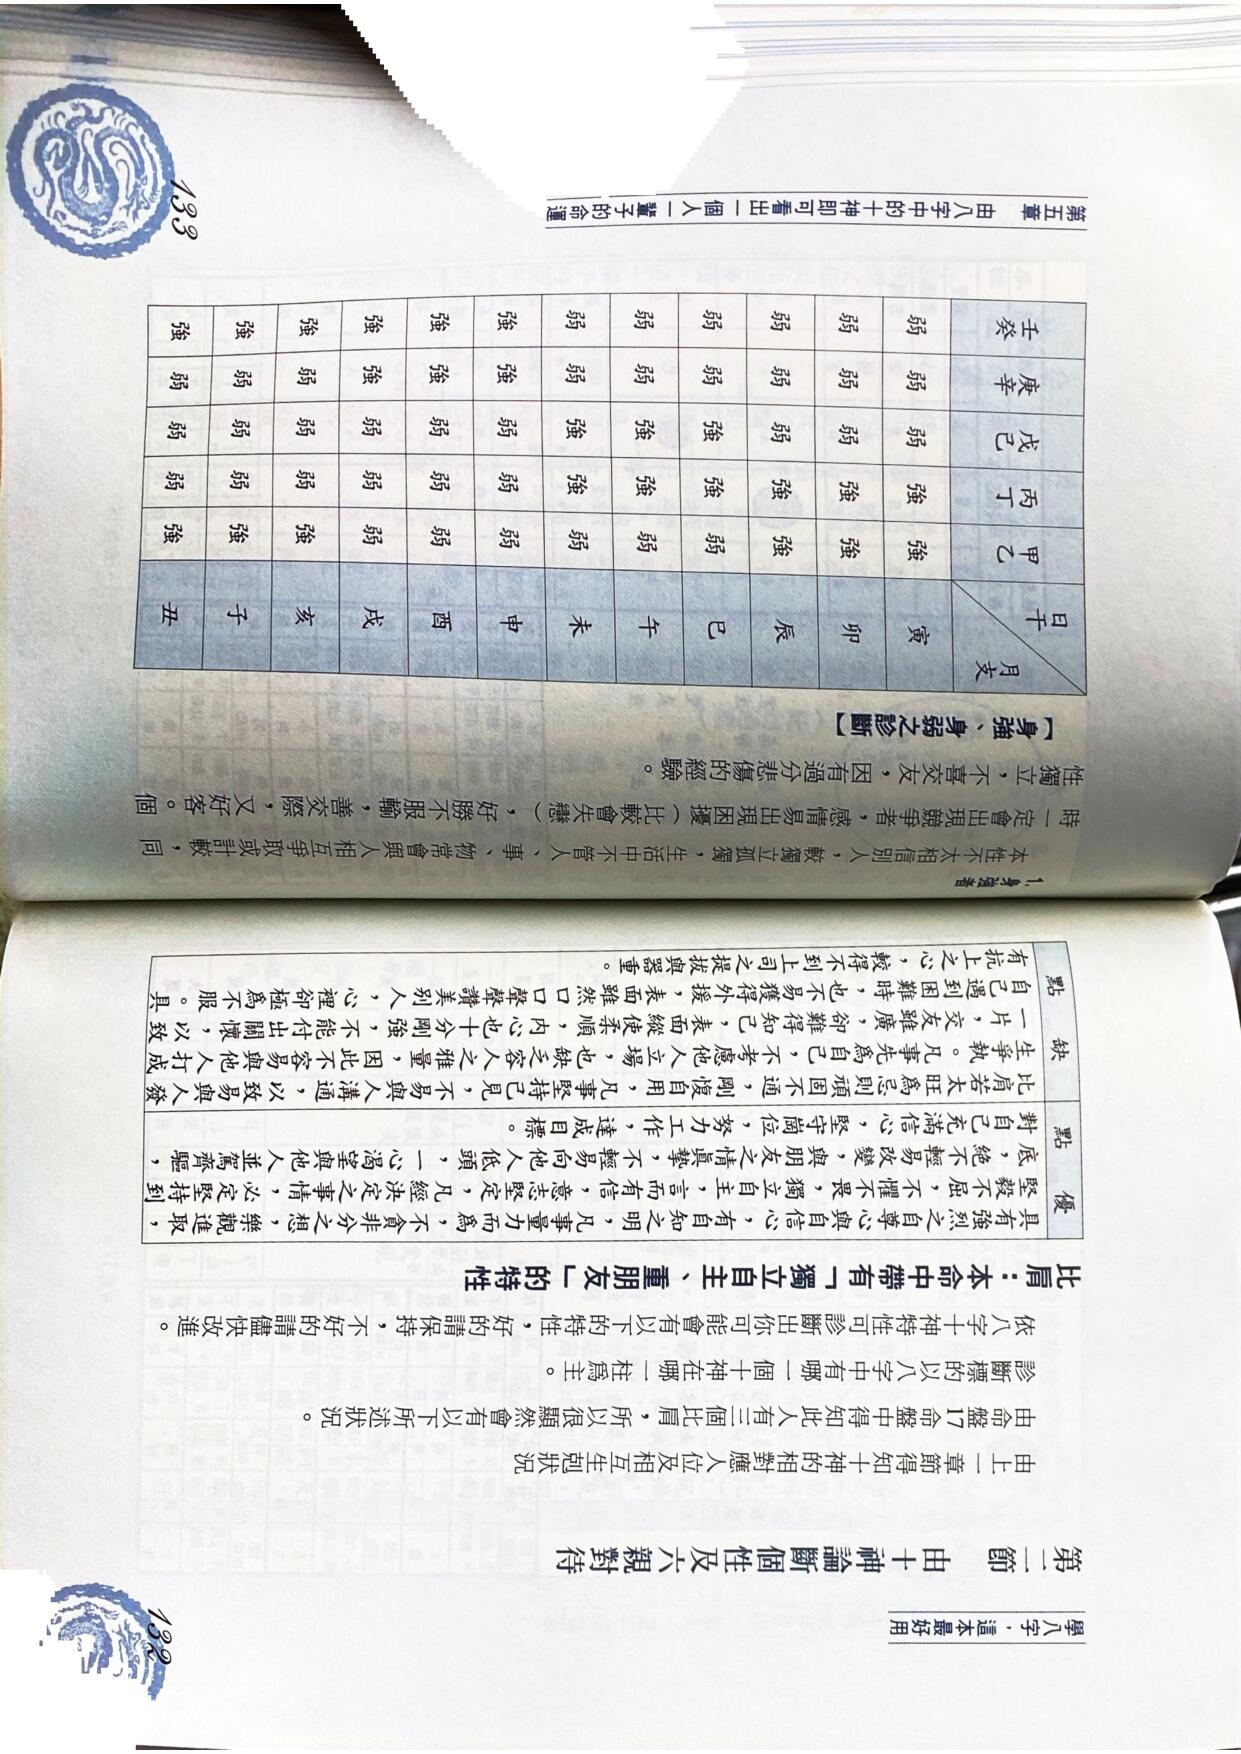 學八字，這本最好用
第二節　由十神論斷個性及六親對待
由上一章節得知十神的相對應人位及相互生剋狀況
由命盤17命盤中得知此人有三個比肩，所以很顯然會有以下所述狀況。
診斷標的以八字中有哪一個十神在哪一柱為主。
依八字十神特性可診斷出你可能會有以下的特性，好的請保持，不好的請儘快改進。
比肩：本命中帶有「獨立自主、重朋友」的特性
優點
具有強烈之自尊心與自信心，有自知之明，凡事量力而為，不貪非分之想，樂觀進取，
堅毅不屈，不懼不畏，獨立自主，言而有信，意志堅定，凡經決定之事情，必定堅持到
底，絕不輕易改變，與朋友之情真摯，不輕易向他人低頭，一心渴望與他人並駕齊驅，
對自己充滿信心，堅守崗位，努力工作，達成目標。
缺點
比肩若太旺為忌則頑固不通，剛愎自用，凡事堅持己見，不易與人溝通，以致易與人發
生爭執。凡事先為自己，不考慮他人立場，也缺乏容人之雅量，因此不容易與他人打成
一片，交友雖廣，卻難得知己，表面縱使柔順，內心也十分剛強，不能付出關懷，以致
自己遇到困難時，也不易獲得外援，表面雖然口口聲聲讚美別人，心裡卻極為不服。具
有抗上之心，較得不到上司之提拔與器重。
132
1.身強者
本性不太相信別人，較獨立孤獨，生活中不管人、事、物常會與人相互爭取或計較，同
時一定會出現競爭者，感情易出現困擾（比較會失戀），好勝不服輸，善交際，又好客。個
性獨立，不喜交友，因有過分悲傷的經驗。
【身強、身弱之診斷】
月支 寅 卯 辰 巳 午 未 申 酉 戌 亥 子 丑
日干
甲乙 強 強 強 弱 弱 弱 弱 弱 弱 強 強 強
丙丁 強 強 強 強 強 強 弱 弱 弱 弱 弱 弱
戊己 弱 弱 弱 強 強 強 弱 弱 弱 弱 弱 弱
庚辛 弱 弱 弱 弱 弱 弱 強 強 強 弱 弱 弱
壬癸 弱 弱 弱 弱 弱 弱 強 強 強 強 強 強
第五章　由八字中的十神即可看出一個人一輩子的命運
133